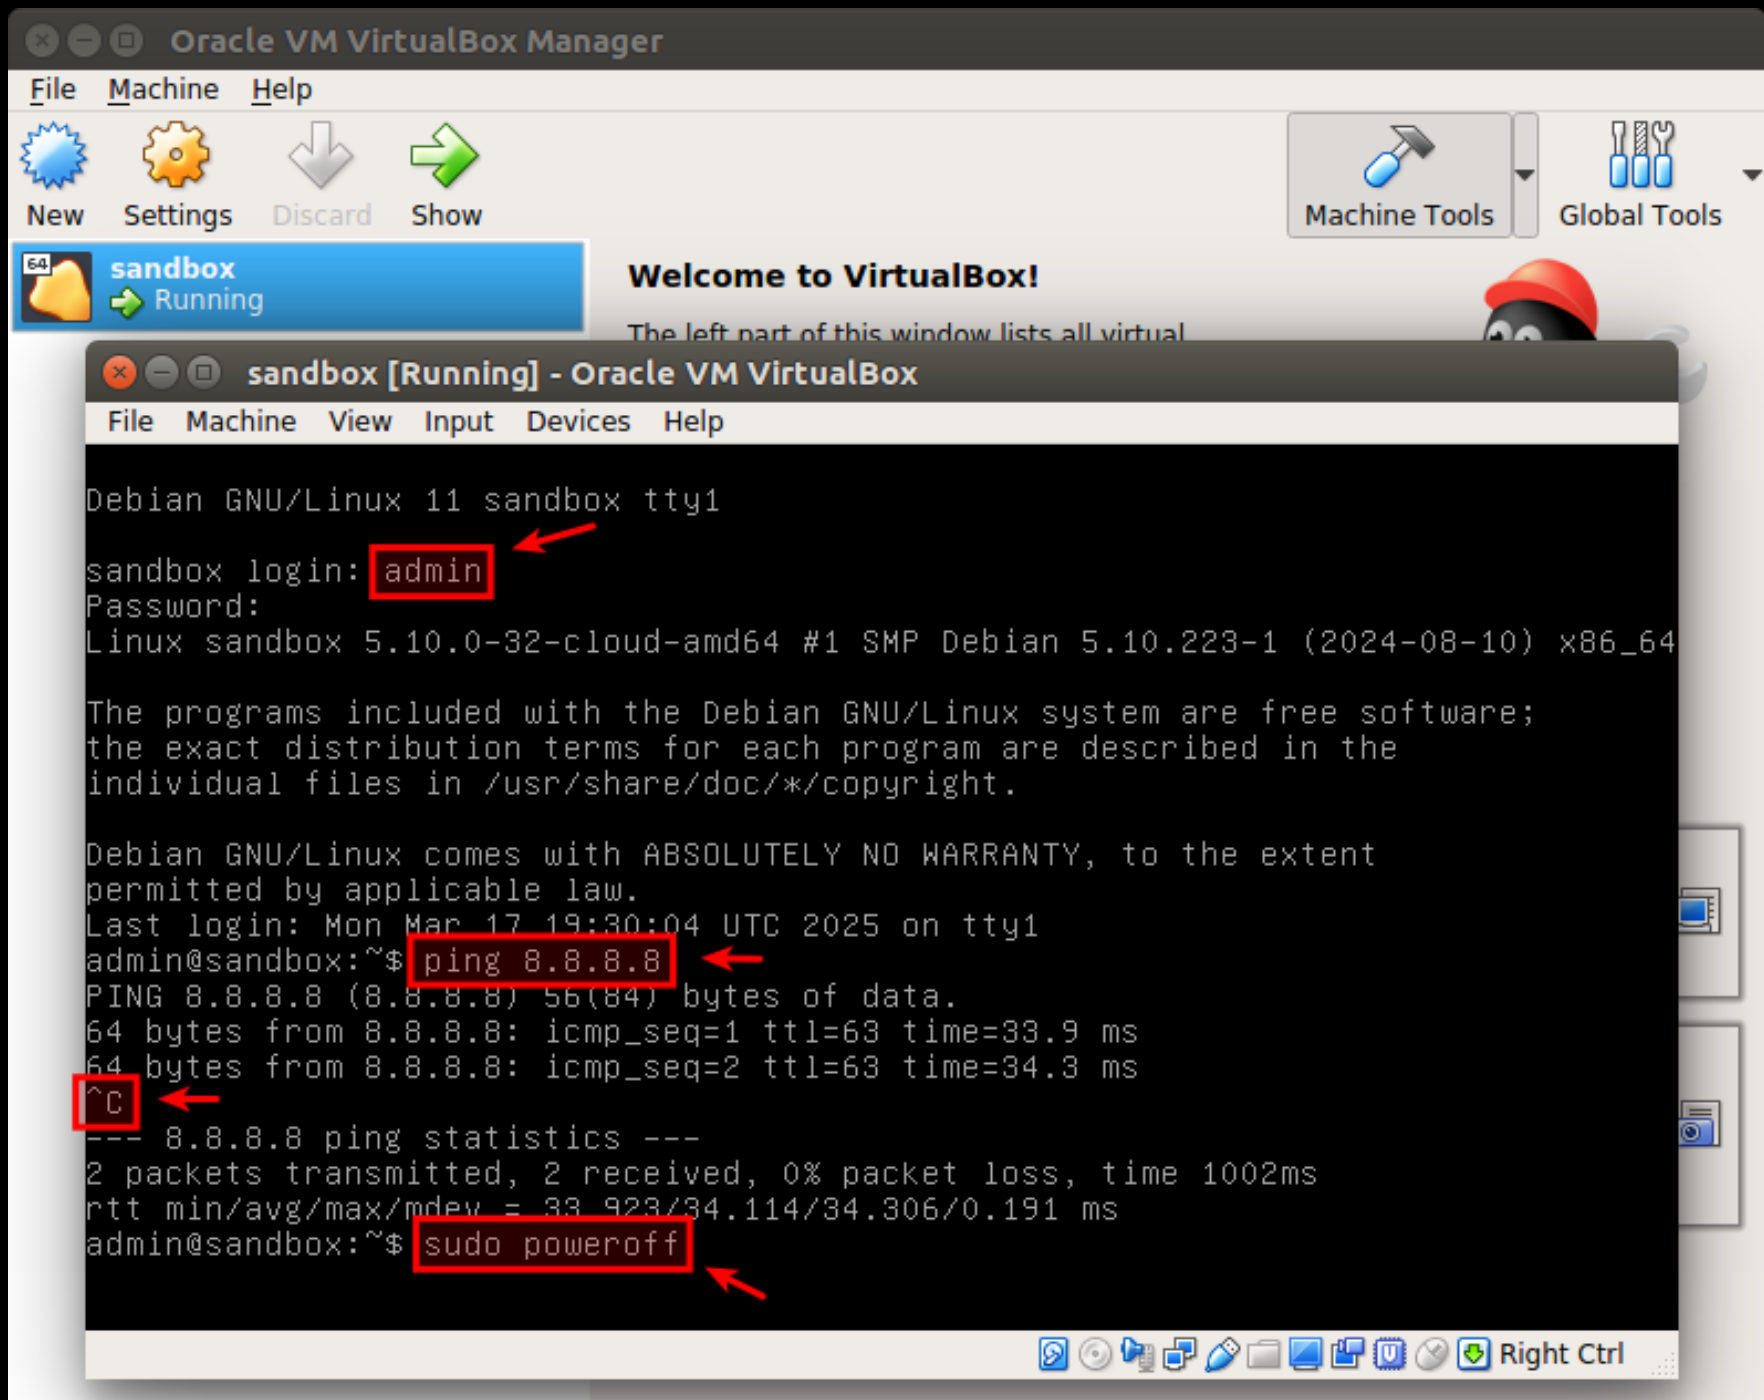 Oracle VM VirtualBox Manager
File Machine Help
New Settings Discard Show Machine Tools Global Tools
64
sandbox
Running
Welcome to VirtualBox!
The left part of this window lists all virtual
sandbox [Running] - Oracle VM VirtualBox
File Machine View Input Devices Help
Debian GNU/Linux 11 sandbox tty1
sandbox login: admin
Password:
Linux sandbox 5.10.0-32-cloud-amd64 #1 SMP Debian 5.10.223-1 (2024-08-10) x86_64
The programs included with the Debian GNU/Linux system are free software;
the exact distribution terms for each program are described in the
individual files in /usr/share/doc/*/copyright.
Debian GNU/Linux comes with ABSOLUTELY NO WARRANTY, to the extent
permitted by applicable law.
Last login: Mon Mar 17 19:30:04 UTC 2025 on tty1
admin@sandbox:~$ ping 8.8.8.8
PING 8.8.8.8 (8.8.8.8) 56(84) bytes of data.
64 bytes from 8.8.8.8: icmp_seq=1 ttl=63 time=33.9 ms
64 bytes from 8.8.8.8: icmp_seq=2 ttl=63 time=34.3 ms
^C
--- 8.8.8.8 ping statistics ---
2 packets transmitted, 2 received, 0% packet loss, time 1002ms
rtt min/avg/max/mdev = 33.923/34.114/34.306/0.191 ms
admin@sandbox:~$ sudo poweroff
Right Ctrl